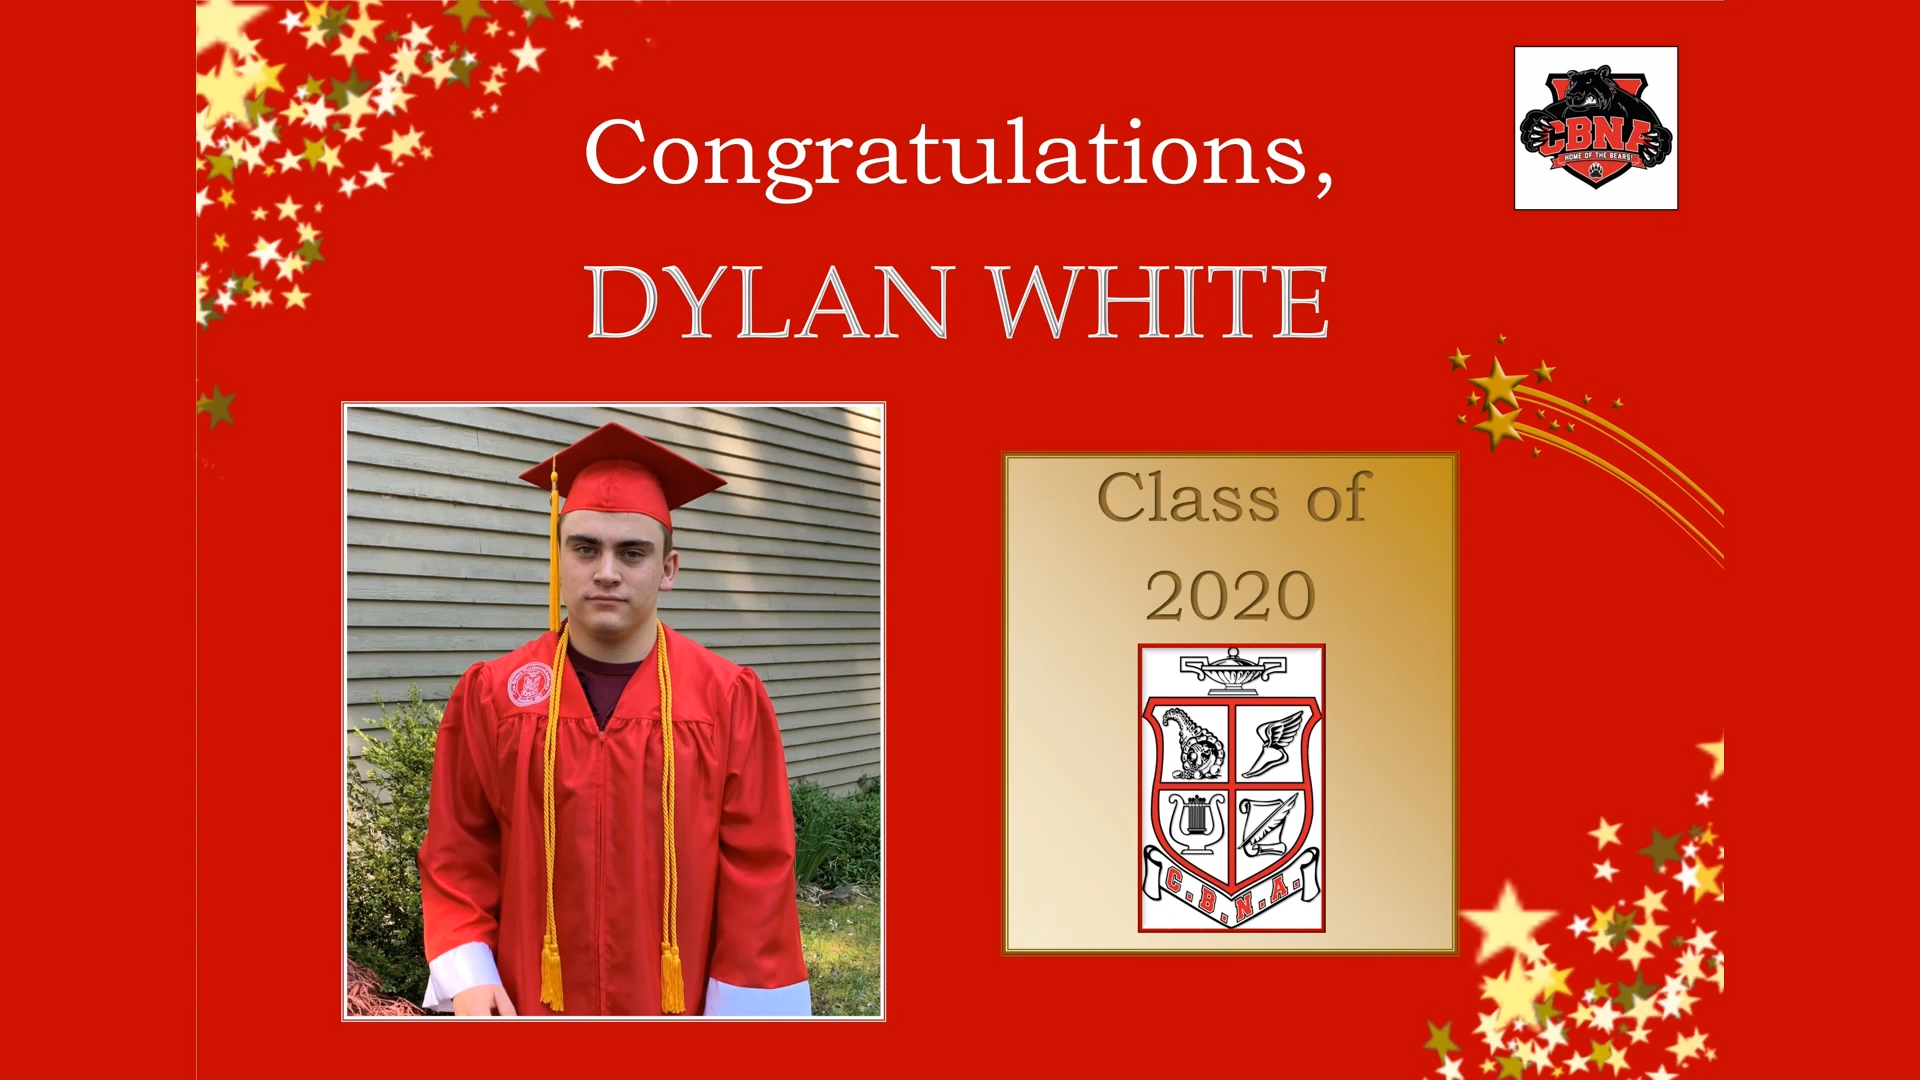 Congratulations,
DYLAN WHITE
CBNA
HOME OF THE BEARS!
Class of
2020
C.B.N.A.